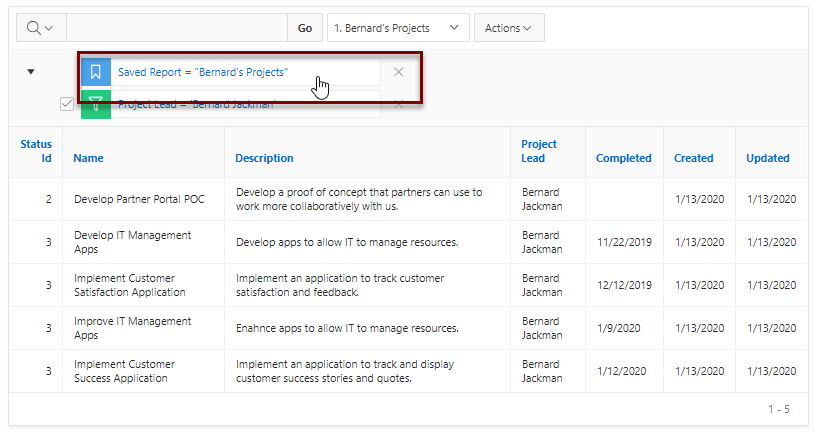 Go
1. Bernard's Projects
Actions
Saved Report = "Bernard's Projects"
Project Lead = 'Bernard Jackman'
Status Id Name Description Project Lead Completed Created Updated
2 Develop Partner Portal POC Develop a proof of concept that partners can use to work more collaboratively with us. Bernard Jackman 1/13/2020 1/13/2020
3 Develop IT Management Apps Develop apps to allow IT to manage resources. Bernard Jackman 11/22/2019 1/13/2020 1/13/2020
3 Implement Customer Satisfaction Application Implement an application to track customer satisfaction and feedback. Bernard Jackman 12/12/2019 1/13/2020 1/13/2020
3 Improve IT Management Apps Enahnce apps to allow IT to manage resources. Bernard Jackman 1/9/2020 1/13/2020 1/13/2020
3 Implement Customer Success Application Implement an application to track and display customer success stories and quotes. Bernard Jackman 1/12/2020 1/13/2020 1/13/2020
1 - 5